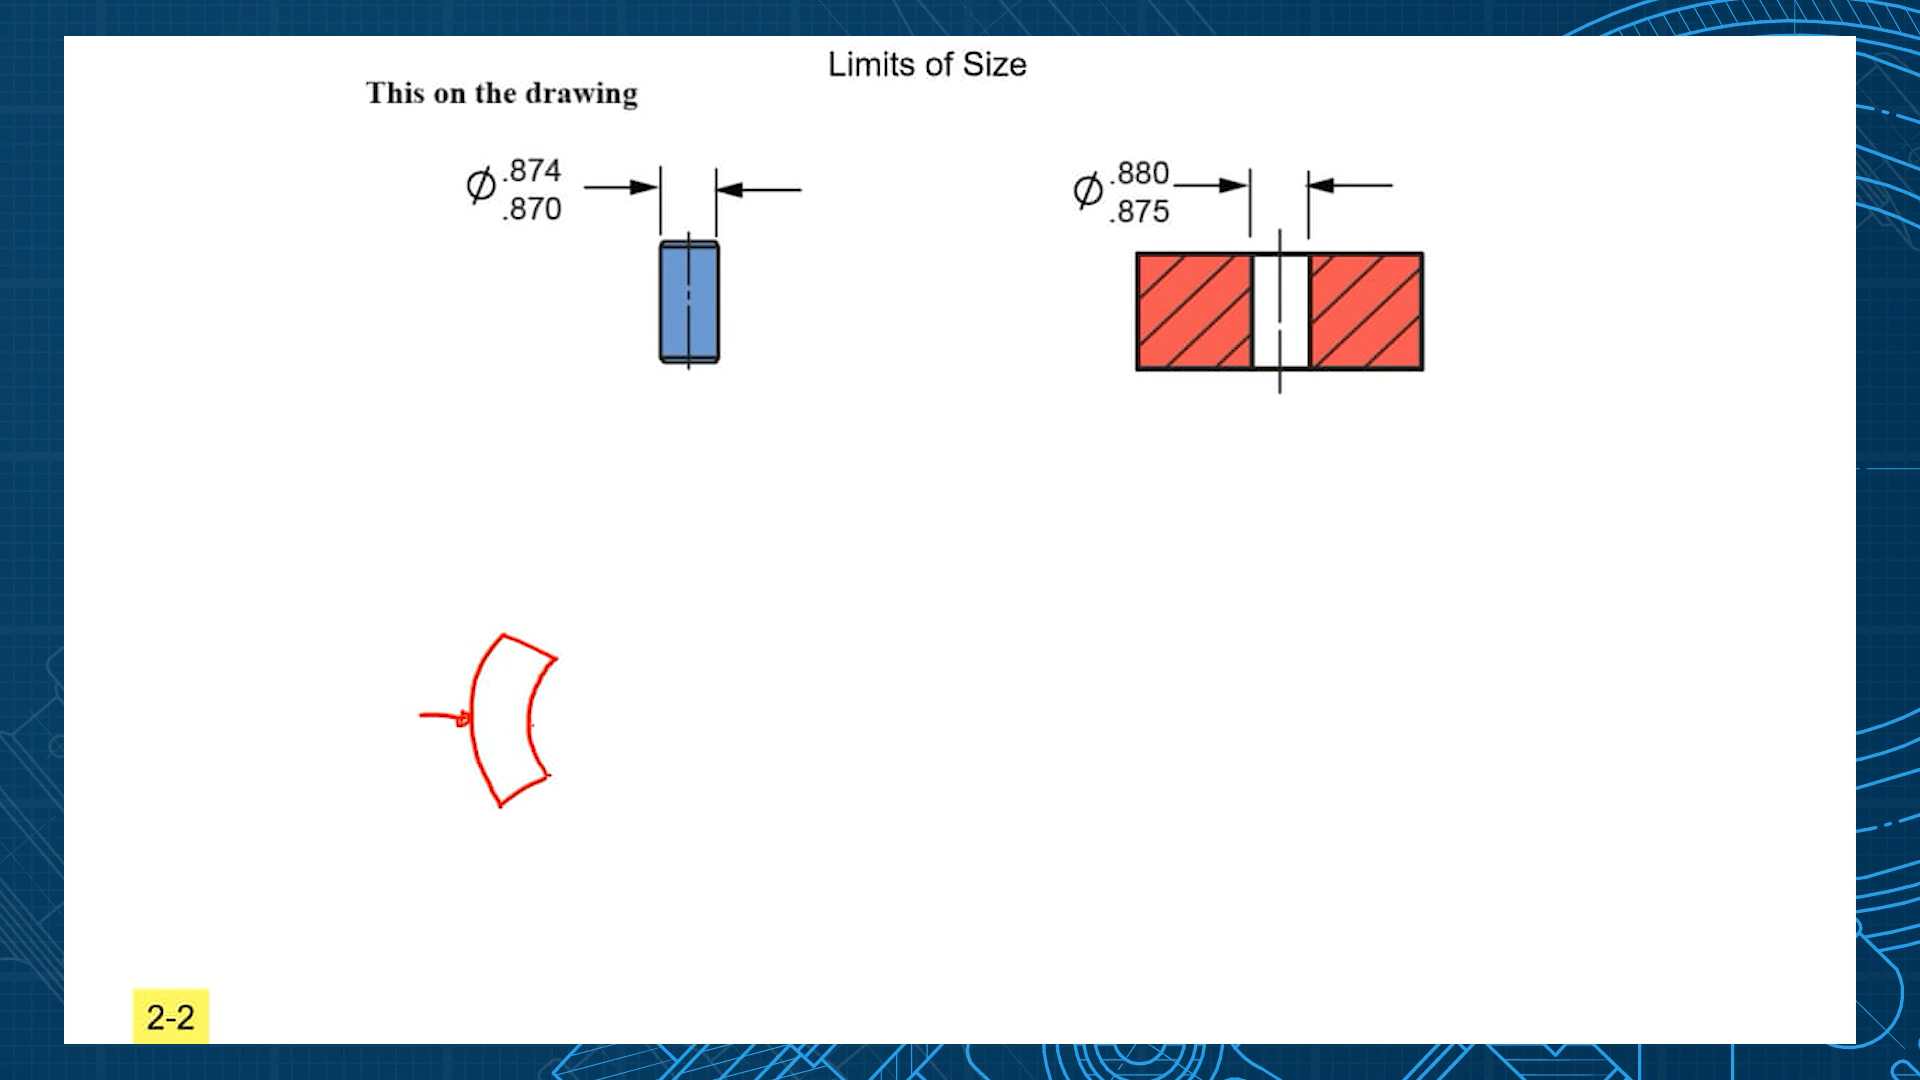 Limits of Size
This on the drawing
⌀.874
.870
⌀.880
.875
2-2